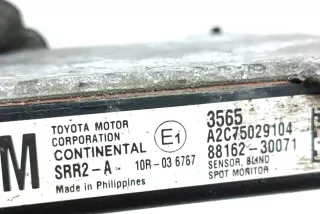 TOYOTA MOTOR
CORPORATION
CONTINENTAL
SRR2-A 10R-03 6767
Made in Philippines
M
E1
3565
A2C75029104
88162-30071
SENSOR, BLIND
SPOT MONITOR